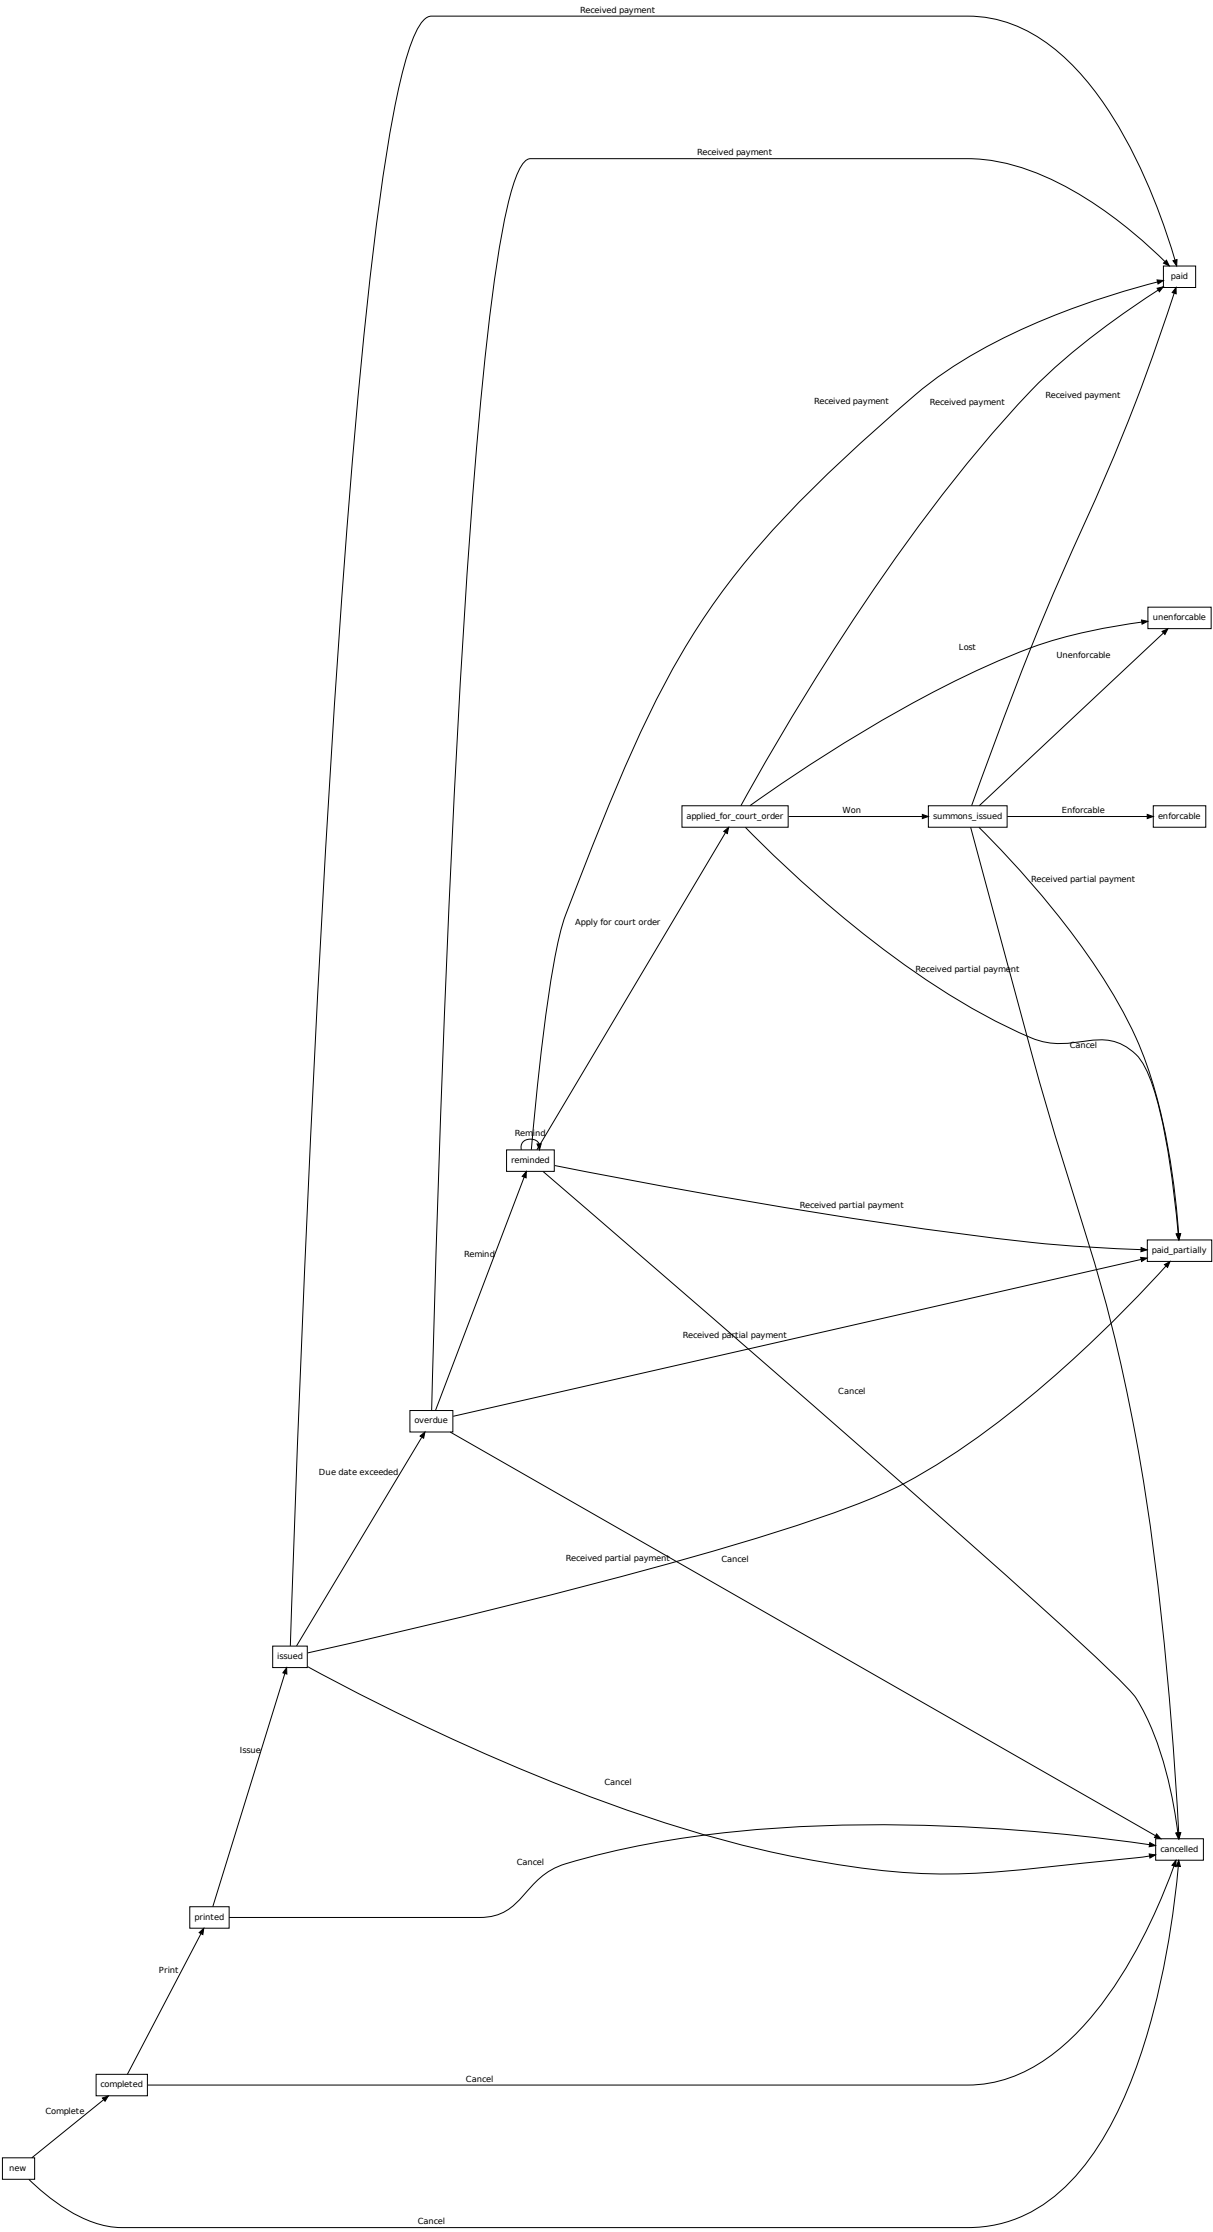 Received payment
Received payment
paid
Received payment
Received payment
Received payment
unenforcable
Lost
Unenforcable
applied_for_court_order
Won
summons_issued
Enforcable
enforcable
Received partial payment
Apply for court order
Received partial payment
Cancel
Remind
reminded
Received partial payment
paid_partially
Remind
Received partial payment
Cancel
overdue
Due date exceeded
Received partial payment
Cancel
issued
Issue
Cancel
cancelled
Cancel
printed
Print
completed
Cancel
Complete
new
Cancel